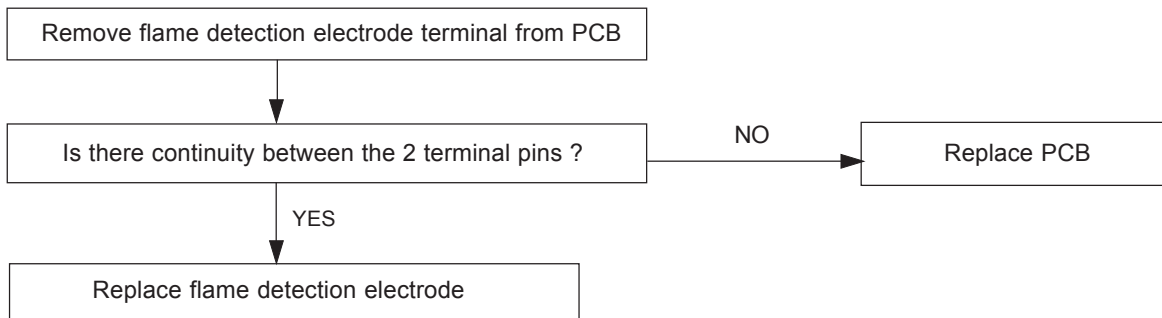 Remove flame detection electrode terminal from PCB
Is there continuity between the 2 terminal pins ?
NO
Replace PCB
YES
Replace flame detection electrode